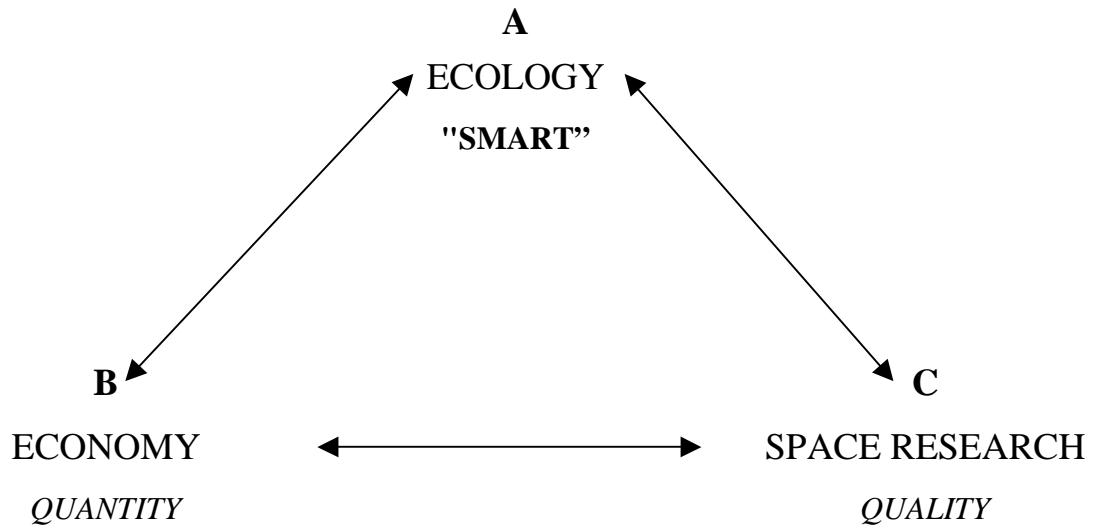 A
ECOLOGY
"SMART”
B
C
ECONOMY
SPACE RESEARCH
QUANTITY
QUALITY